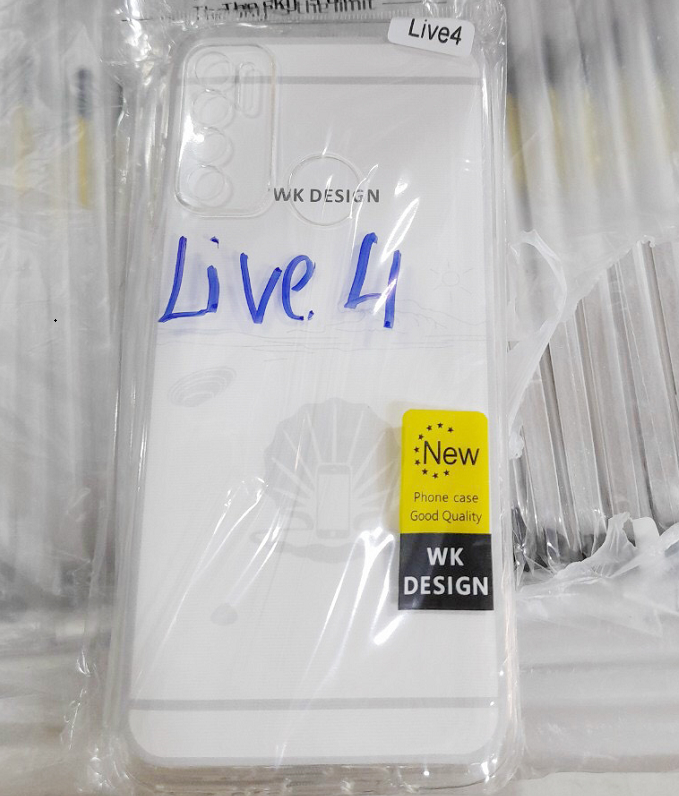 Live4
WK DESIGN
Live 4
New
Phone case
Good Quality
WK
DESIGN